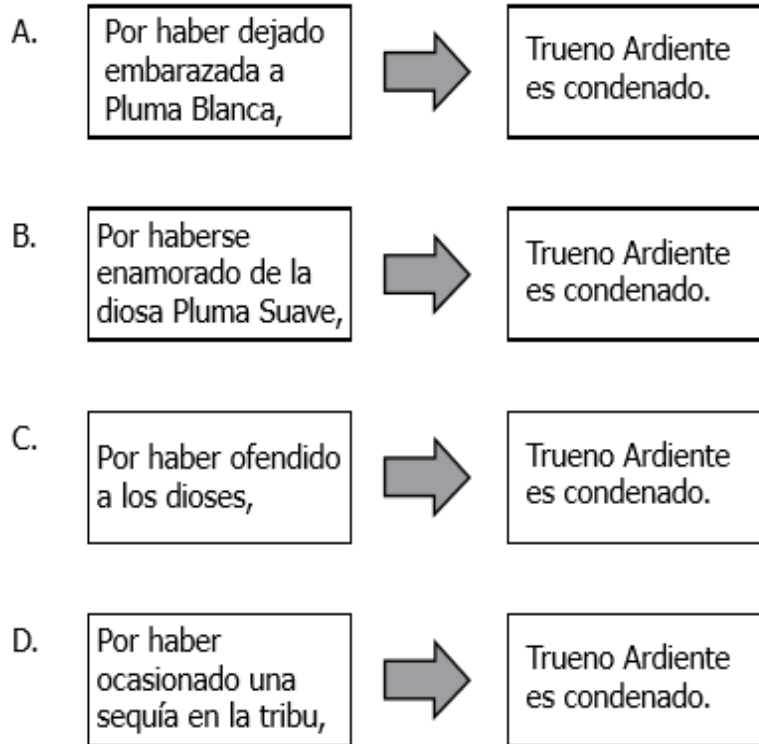 A.
Por haber dejado
embarazada a
Pluma Blanca,
Trueno Ardiente
es condenado.
B.
Por haberse
enamorado de la
diosa Pluma Suave,
Trueno Ardiente
es condenado.
C.
Por haber ofendido
a los dioses,
Trueno Ardiente
es condenado.
D.
Por haber
ocasionado una
sequía en la tribu,
Trueno Ardiente
es condenado.